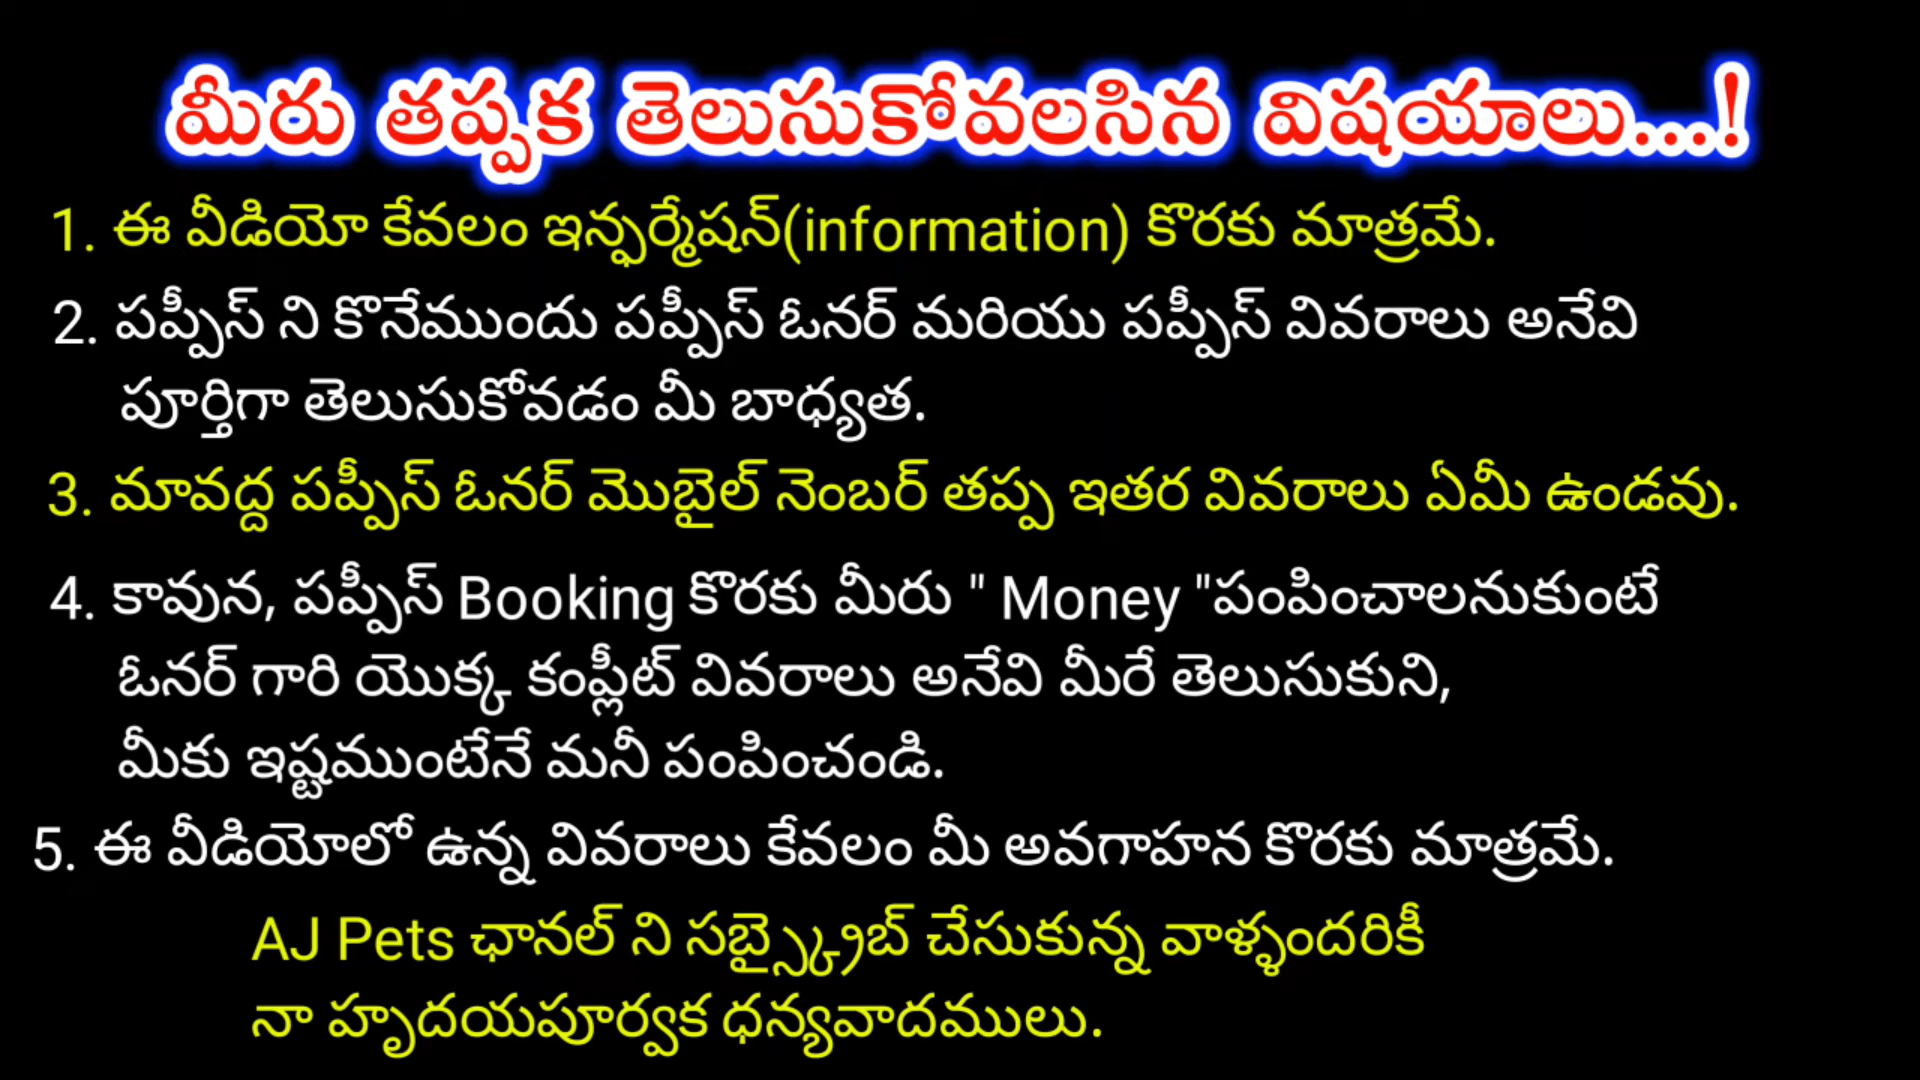 మీరు తప్పక తెలుసుకోవలసిన విషయాలు...!
1. ఈ వీడియో కేవలం ఇన్ఫర్మేషన్(information) కొరకు మాత్రమే.
2. పప్పీస్ ని కొనేముందు పప్పీస్ ఓనర్ మరియు పప్పీస్ వివరాలు అనేవి
పూర్తిగా తెలుసుకోవడం మీ బాధ్యత.
3. మావద్ద పప్పీస్ ఓనర్ మొబైల్ నెంబర్ తప్ప ఇతర వివరాలు ఏమీ ఉండవు.
4. కావున, పప్పీస్ Booking కొరకు మీరు " Money "పంపించాలనుకుంటే
ఓనర్ గారి యొక్క కంప్లీట్ వివరాలు అనేవి మీరే తెలుసుకుని,
మీకు ఇష్టముంటేనే మనీ పంపించండి.
5. ఈ వీడియోలో ఉన్న వివరాలు కేవలం మీ అవగాహన కొరకు మాత్రమే.
AJ Pets ఛానల్ ని సబ్స్క్రైబ్ చేసుకున్న వాళ్ళందరికీ
నా హృదయపూర్వక ధన్యవాదములు.